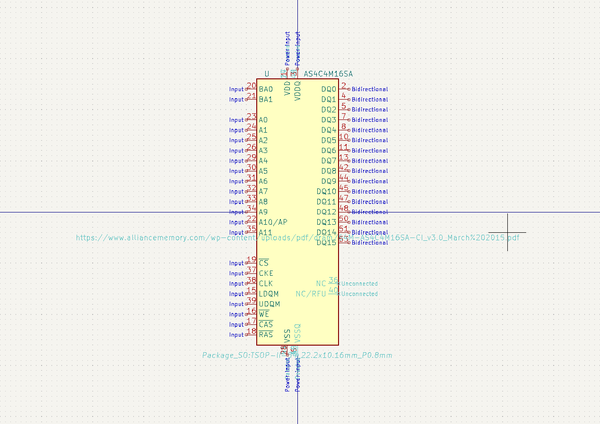 Power Input Power Input
U AS4C4M16SA
VDD VDDQ
Input 20 BA0 DQ0 2 Bidirectional
Input 21 BA1 DQ1 4 Bidirectional
DQ2 5 Bidirectional
Input 23 A0 DQ3 7 Bidirectional
Input 24 A1 DQ4 8 Bidirectional
Input 25 A2 DQ5 10 Bidirectional
Input 26 A3 DQ6 11 Bidirectional
Input 29 A4 DQ7 13 Bidirectional
Input 30 A5 DQ8 42 Bidirectional
Input 31 A6 DQ9 44 Bidirectional
Input 32 A7 DQ10 45 Bidirectional
Input 33 A8 DQ11 47 Bidirectional
Input 34 A9 DQ12 48 Bidirectional
Input 22 A10/AP DQ13 50 Bidirectional
Input 35 A11 DQ14 51 Bidirectional
https://www.alliancememory.com/wp-content/uploads/pdf/ AS4C4M16SA-CI_v3.0_March%202015.pdf
DQ15 53 Bidirectional
Input 19 CS
Input 37 CKE
Input 38 CLK NC 36 Unconnected
Input 15 LDQM NC/RFU 40 Unconnected
Input 39 UDQM
Input 16 WE
Input 17 CAS
Input 18 RAS
VSS VSSQ
Package_SO:TSOP-II- 22.2x10.16mm_P0.8mm
Power Input Power Input